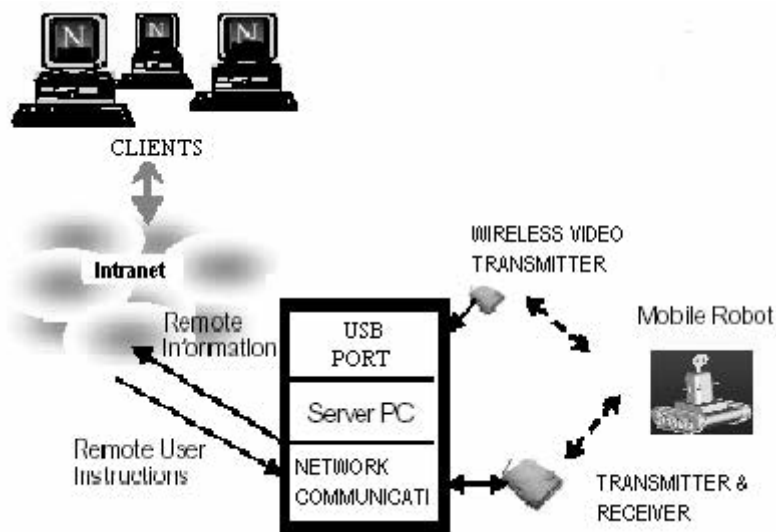 N N N
CLIENTS
Intranet
WIRELESS VIDEO
TRANSMITTER
Remote
Information
USB
PORT
Mobile Robot
Server PC
Remote User
Instructions
NETWORK
COMMUNICATI
TRANSMITTER &
RECEIVER